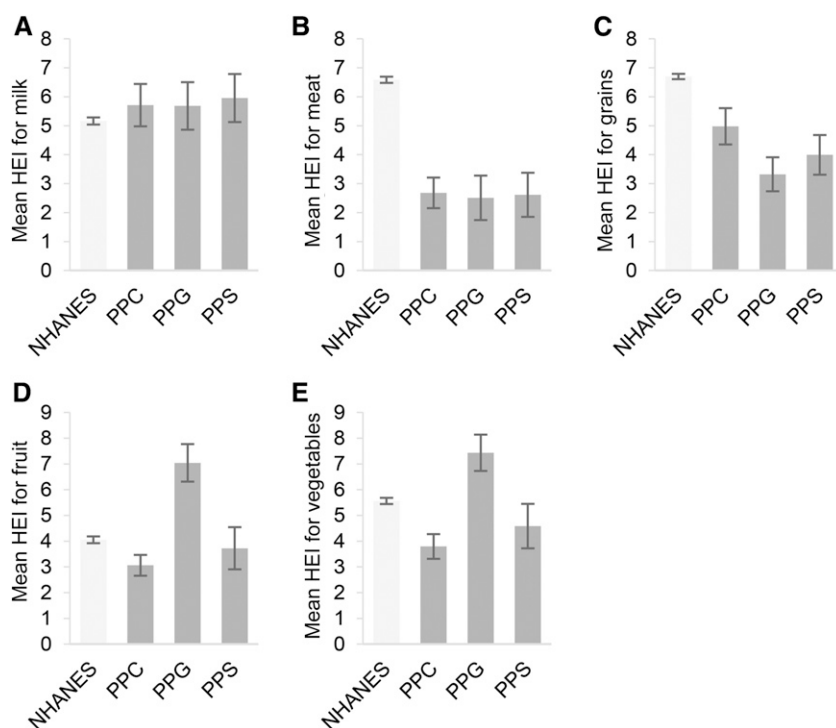 A
Mean HEI for milk
8
7
6
5
4
3
2
1
0
NHANES
PPC
PPG
PPS
B
Mean HEI for meat
8
7
6
5
4
3
2
1
0
NHANES
PPC
PPG
PPS
C
Mean HEI for grains
8
7
6
5
4
3
2
1
0
NHANES
PPC
PPG
PPS
D
Mean HEI for fruit
9
8
7
6
5
4
3
2
1
0
NHANES
PPC
PPG
PPS
E
Mean HEI for vegetables
9
8
7
6
5
4
3
2
1
0
NHANES
PPC
PPG
PPS